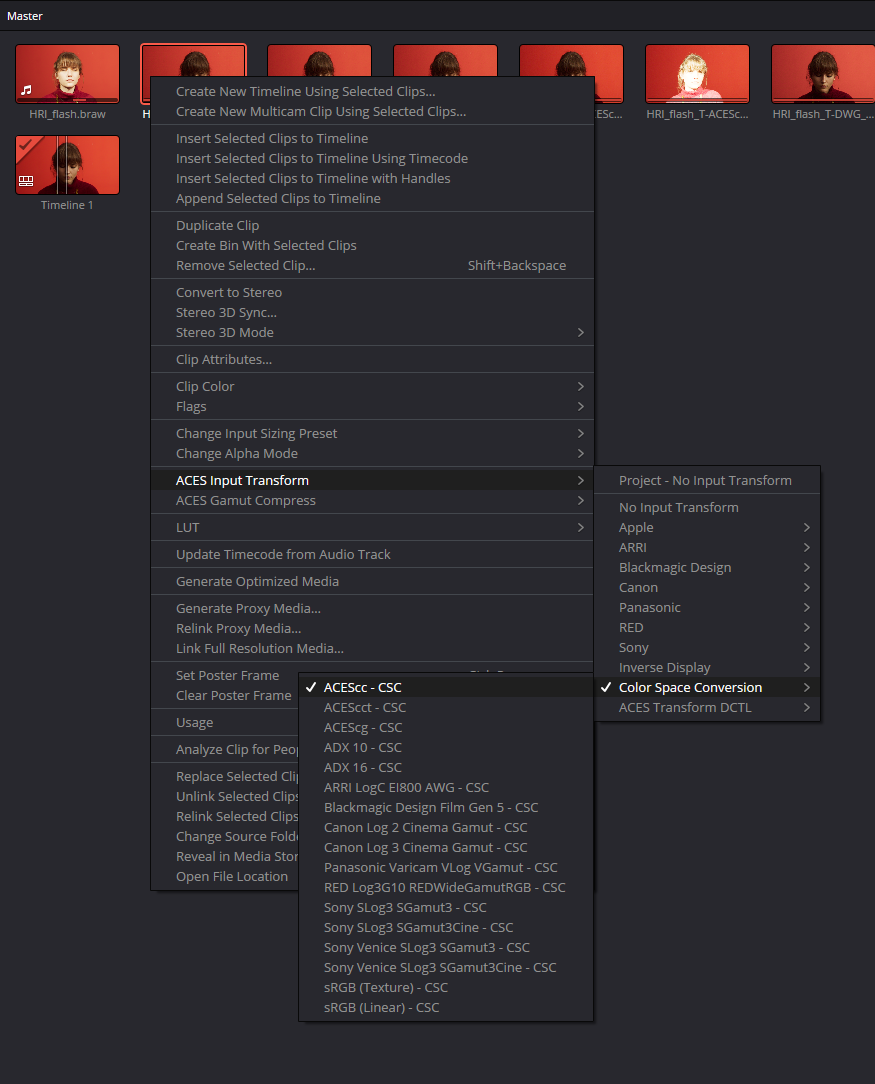 Master
HRI_flash.braw
HRI_flash_T-ACESc...
HRI_flash_T-DWG_...
Timeline 1
Create New Timeline Using Selected Clips...
Create New Multicam Clip Using Selected Clips...
Insert Selected Clips to Timeline
Insert Selected Clips to Timeline Using Timecode
Insert Selected Clips to Timeline with Handles
Append Selected Clips to Timeline
Duplicate Clip
Create Bin With Selected Clips
Remove Selected Clip... Shift+Backspace
Convert to Stereo
Stereo 3D Sync...
Stereo 3D Mode
Clip Attributes...
Clip Color
Flags
Change Input Sizing Preset
Change Alpha Mode
ACES Input Transform
ACES Gamut Compress
LUT
Update Timecode from Audio Track
Generate Optimized Media
Generate Proxy Media...
Relink Proxy Media...
Link Full Resolution Media...
Set Poster Frame
Clear Poster Frame
Usage
Analyze Clip for Peop
Replace Selected Clip
Unlink Selected Clips
Relink Selected Clips
Change Source Folde
Reveal in Media Stor
Open File Location
Project - No Input Transform
No Input Transform
Apple
ARRI
Blackmagic Design
Canon
Panasonic
RED
Sony
Inverse Display
Color Space Conversion
ACES Transform DCTL
ACEScc - CSC
ACEScct - CSC
ACEScg - CSC
ADX 10 - CSC
ADX 16 - CSC
ARRI LogC EI800 AWG - CSC
Blackmagic Design Film Gen 5 - CSC
Canon Log 2 Cinema Gamut - CSC
Canon Log 3 Cinema Gamut - CSC
Panasonic Varicam VLog VGamut - CSC
RED Log3G10 REDWideGamutRGB - CSC
Sony SLog3 SGamut3 - CSC
Sony SLog3 SGamut3Cine - CSC
Sony Venice SLog3 SGamut3 - CSC
Sony Venice SLog3 SGamut3Cine - CSC
sRGB (Texture) - CSC
sRGB (Linear) - CSC